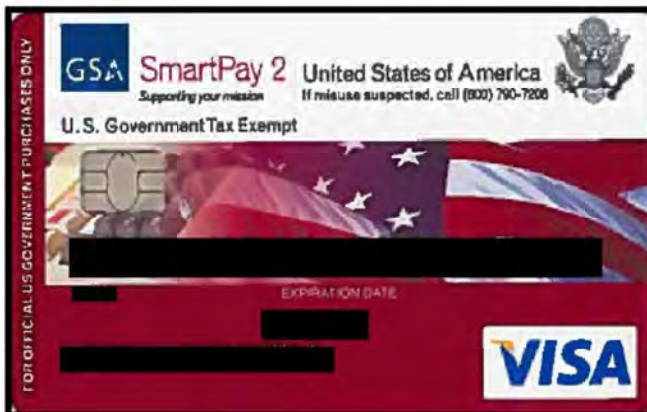 FOR OFFICIAL US GOVERNMENT PURCHASES ONLY
GSA SmartPay 2 United States of America
Supporting your mission If misuse suspected, call (800) 790-7206
U.S. Government Tax Exempt
EXPIRATION DATE
VISA